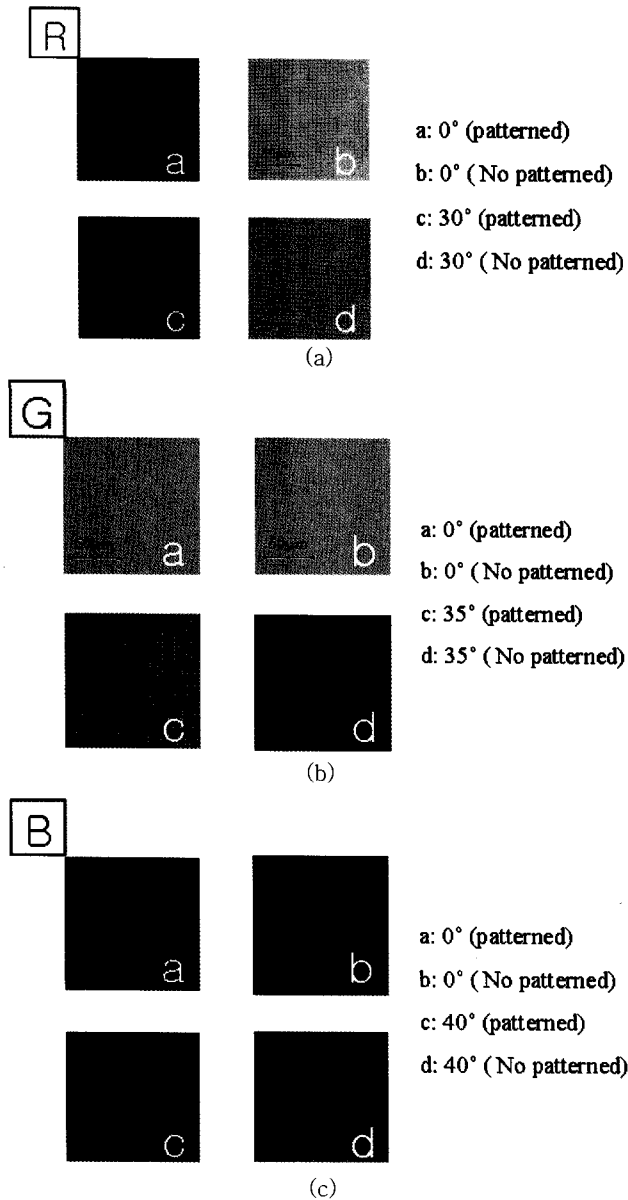 R
a
b
c
d
a: 0° (patterned)
b: 0° ( No patterned)
c: 30° (patterned)
d: 30° ( No patterned)
(a)
G
a
b
c
d
a: 0° (patterned)
b: 0° ( No patterned)
c: 35° (patterned)
d: 35° ( No patterned)
(b)
B
a
b
c
d
a: 0° (patterned)
b: 0° ( No patterned)
c: 40° (patterned)
d: 40° ( No patterned)
(c)